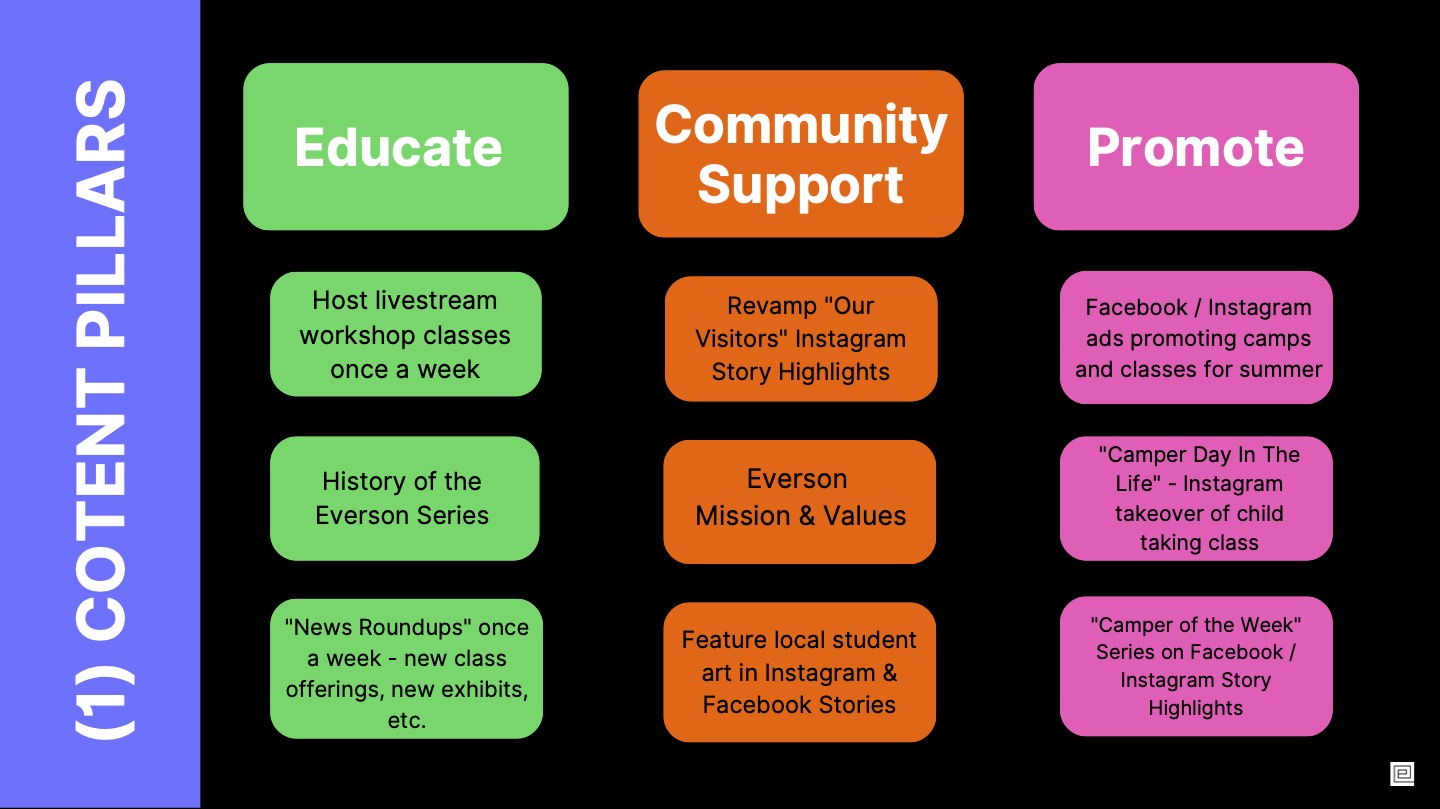 (1) COTENT PILLARS
Educate
Host livestream
workshop classes
once a week
History of the
Everson Series
"News Roundups" once
a week - new class
offerings, new exhibits,
etc.
Community
Support
Revamp "Our
Visitors" Instagram
Story Highlights
Everson
Mission & Values
Feature local student
art in Instagram &
Facebook Stories
Promote
Facebook / Instagram
ads promoting camps
and classes for summer
"Camper Day In The
Life" - Instagram
takeover of child
taking class
"Camper of the Week"
Series on Facebook /
Instagram Story
Highlights